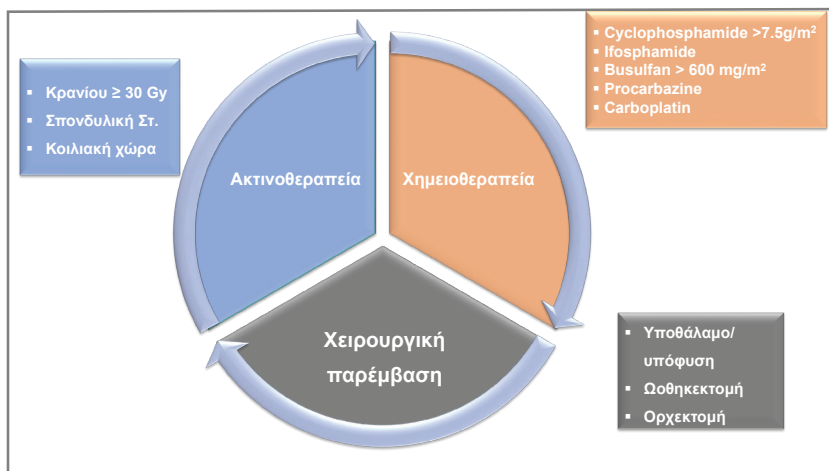 ▪ Κρανίου ≥ 30 Gy
▪ Σπονδυλική Στ.
▪ Κοιλιακή χώρα
Ακτινοθεραπεία
Χημειοθεραπεία
▪ Cyclophosphamide >7.5g/m²
▪ Ifosphamide
▪ Busulfan > 600 mg/m²
▪ Procarbazine
▪ Carboplatin
Χειρουργική
παρέμβαση
▪ Υποθάλαμο/
υπόφυση
▪ Ωοθηκεκτομή
▪ Ορχεκτομή